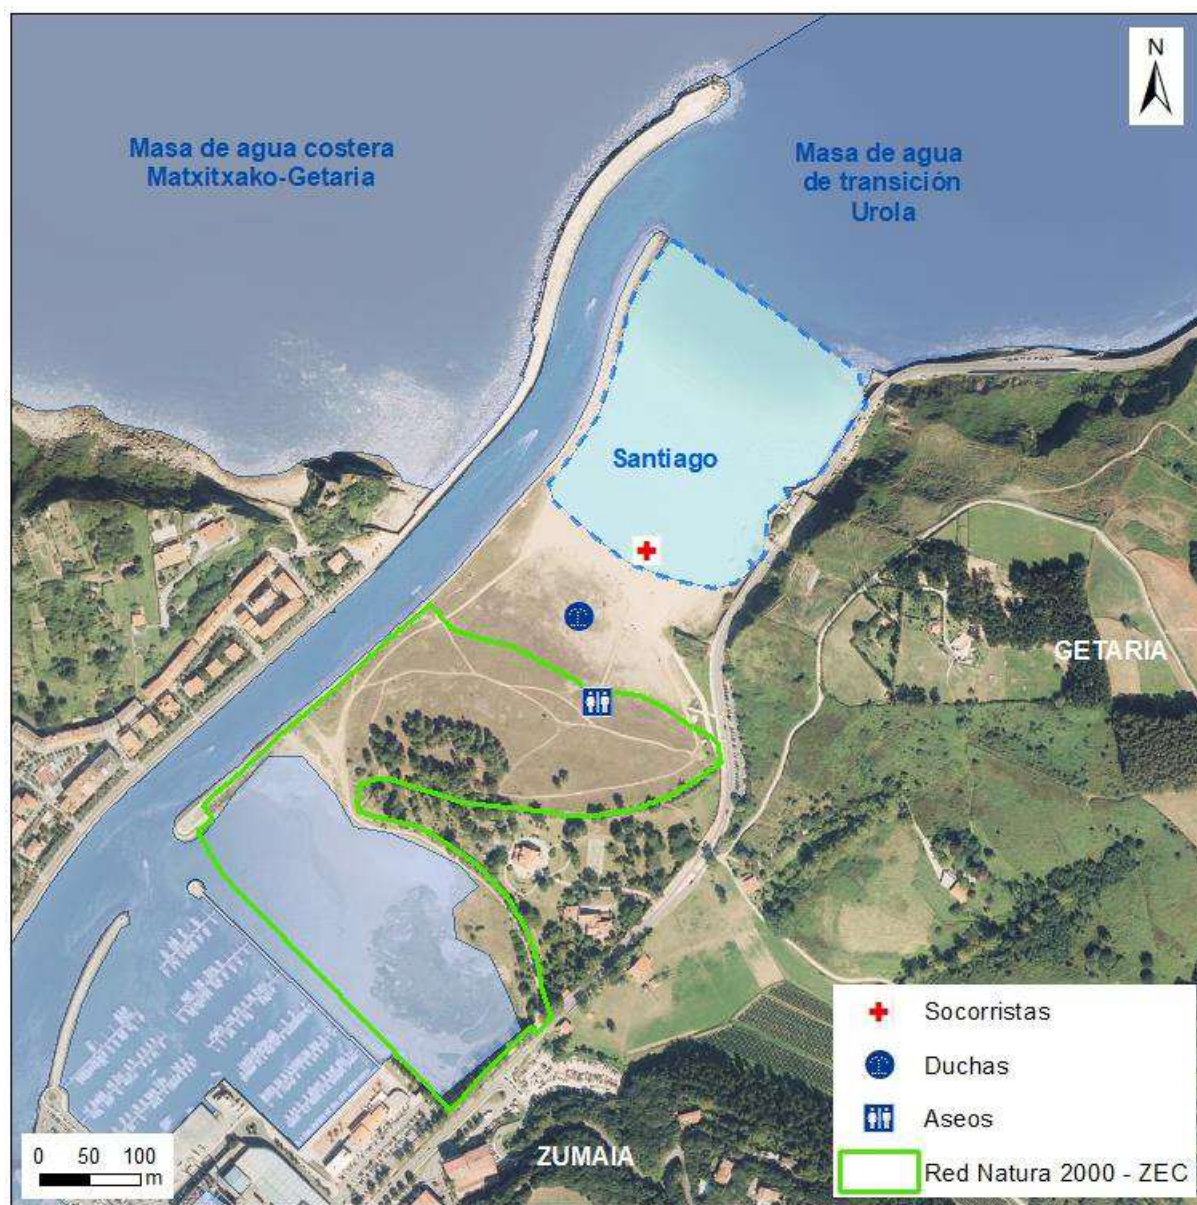 N
Masa de agua costera
Matxitxako-Getaria
Masa de agua
de transición
Urola
Santiago
GETARIA
ZUMAIA
Socorristas
Duchas
Aseos
Red Natura 2000 - ZEC
0 50 100
m